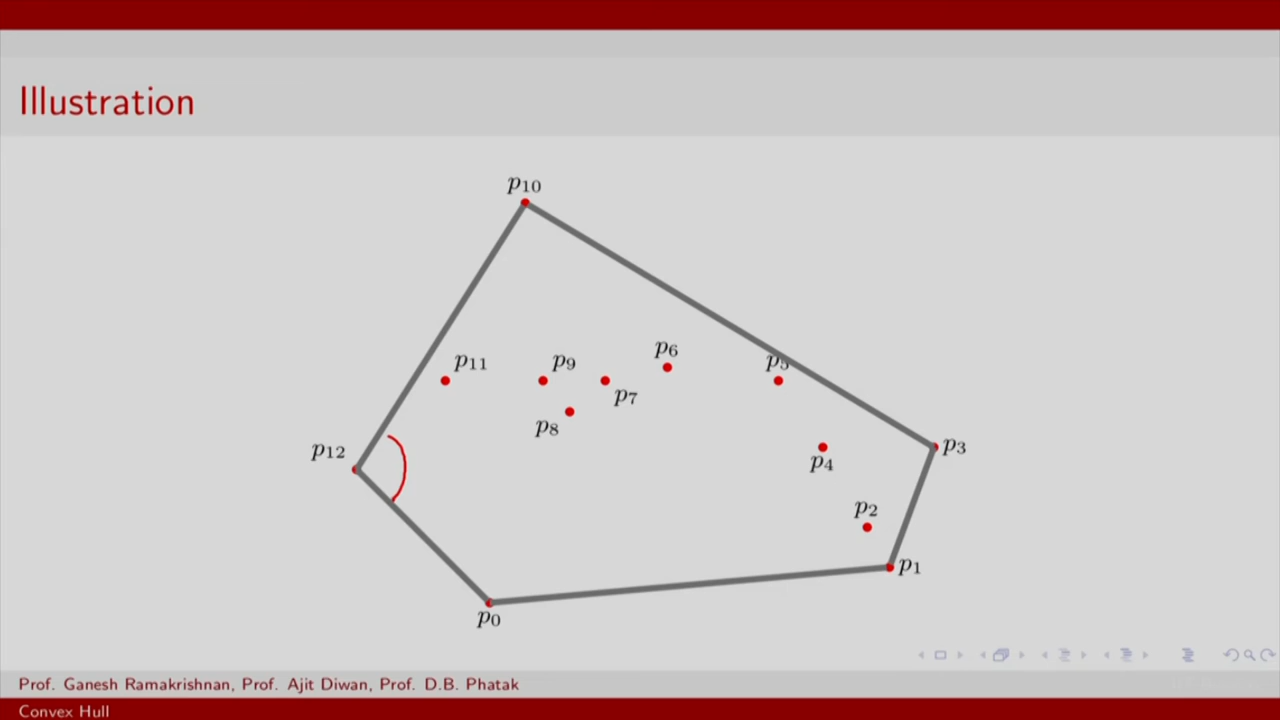 Illustration
p10
p6
p11
p9
p5
p7
p8
p12
p3
p4
p2
p1
p0
Prof. Ganesh Ramakrishnan, Prof. Ajit Diwan, Prof. D.B. Phatak
Convex Hull